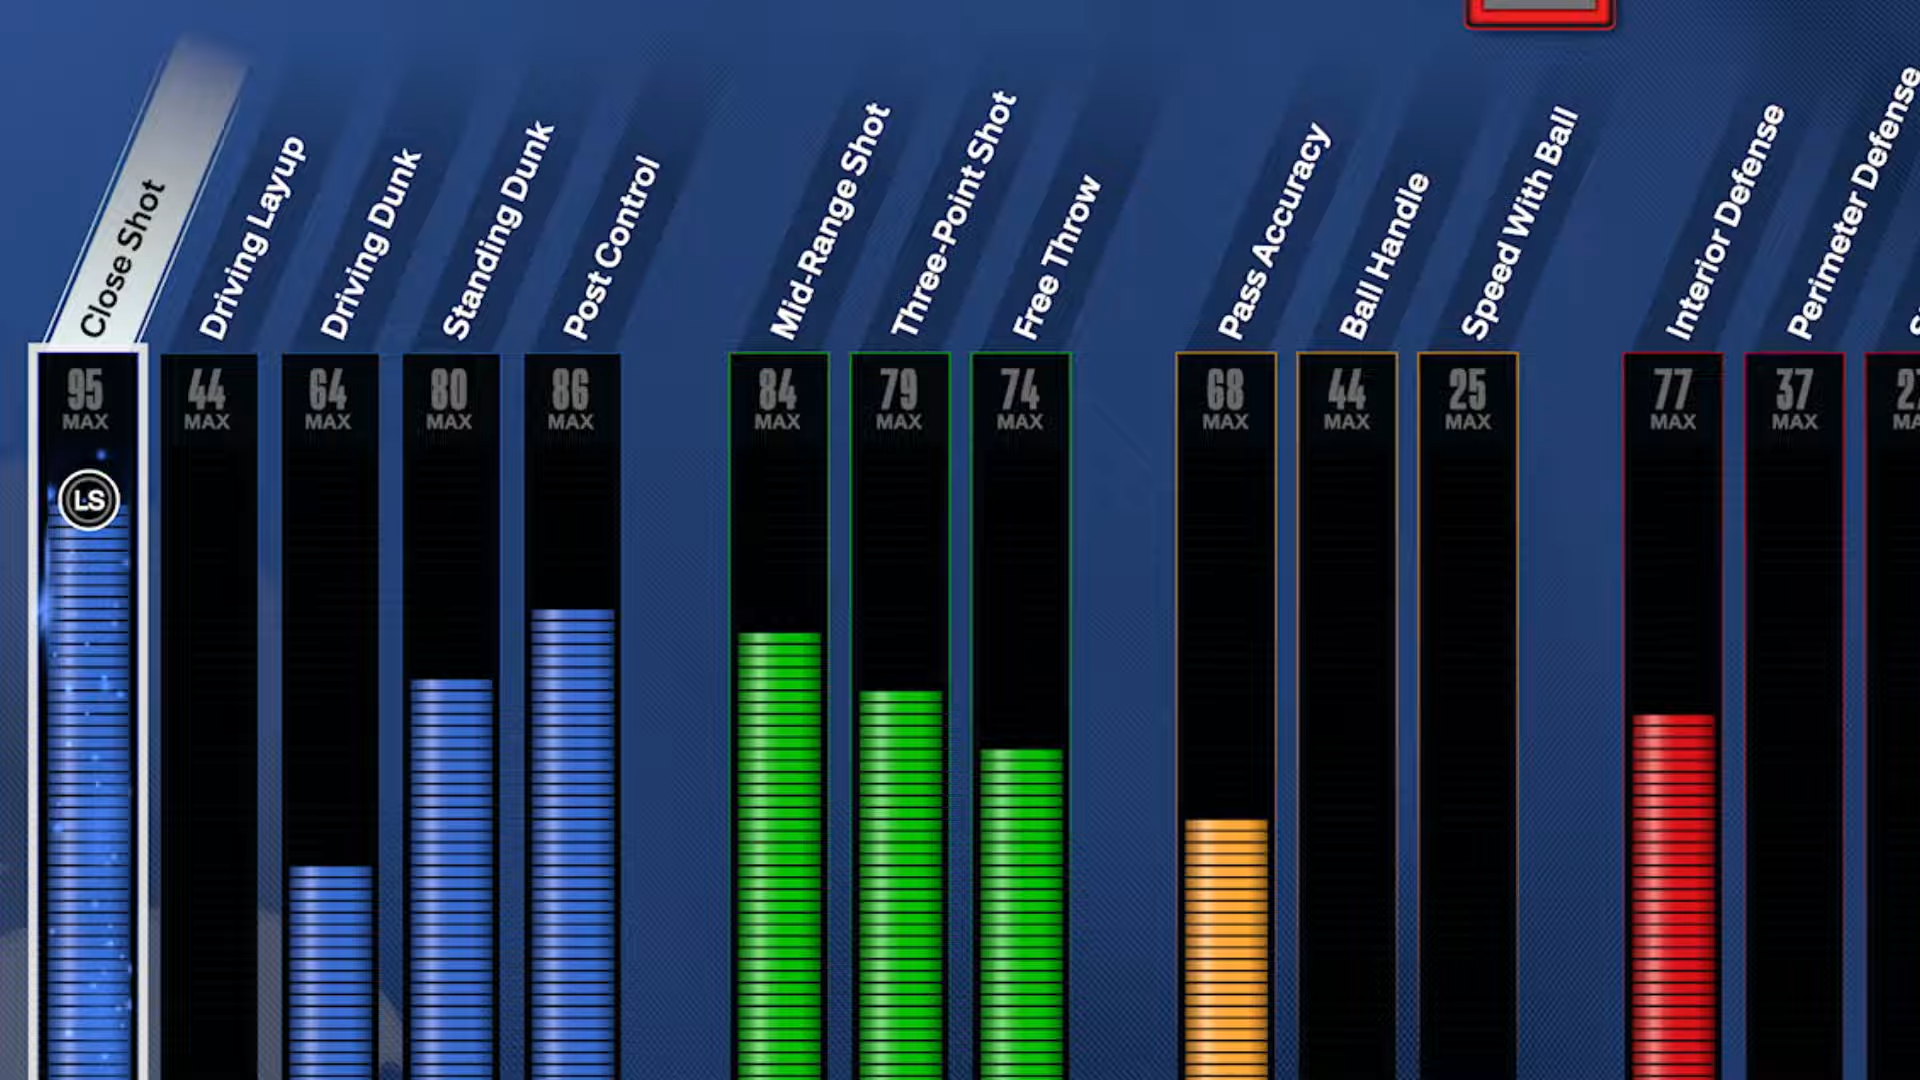 Close Shot
Driving Layup
Driving Dunk
Standing Dunk
Post Control
Mid-Range Shot
Three-Point Shot
Free Throw
Pass Accuracy
Ball Handle
Speed With Ball
Interior Defense
Perimeter Defense
95
MAX
44
MAX
64
MAX
80
MAX
86
MAX
84
MAX
79
MAX
74
MAX
68
MAX
44
MAX
25
MAX
77
MAX
37
MAX
LS